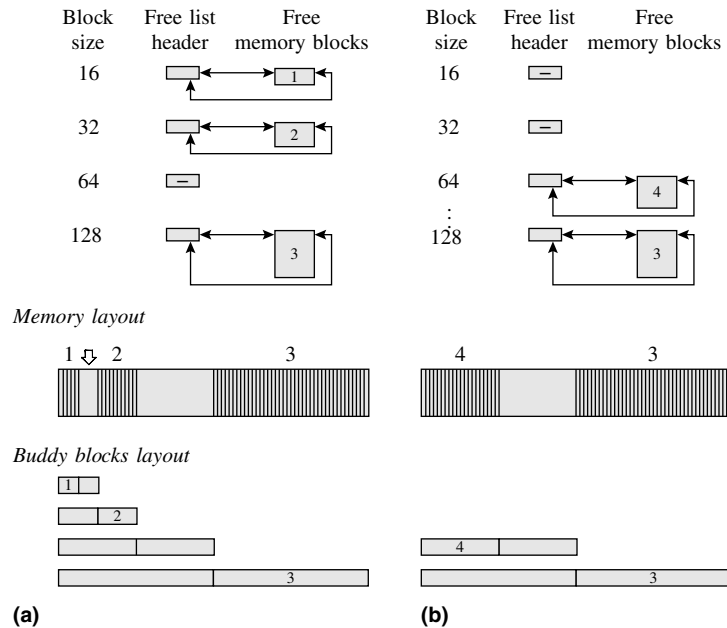 Block size Free list header Free memory blocks
16 1
32 2
64 –
128 3
Memory layout
1 2 3
Buddy blocks layout
1
2
3
(a)
Block size Free list header Free memory blocks
16 –
32 –
64 4
⋮
128 3
4 3
4
3
(b)